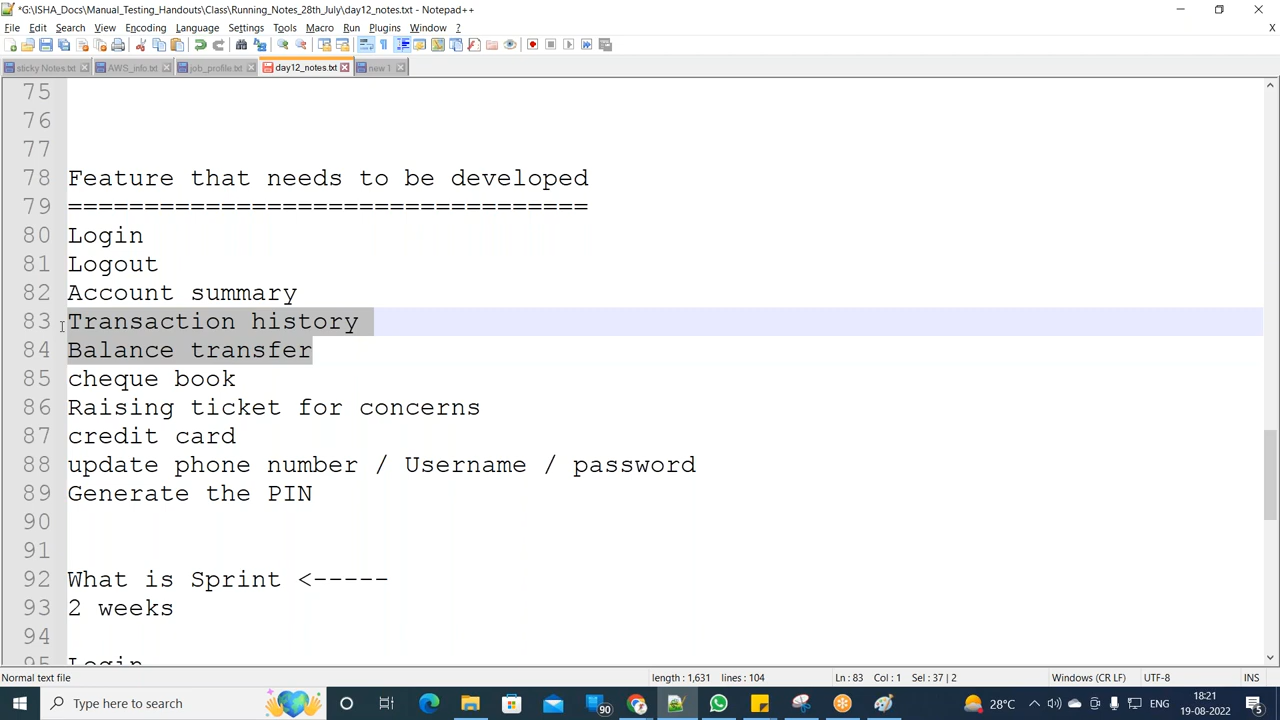 *G:\ISHA_Docs\Manual_Testing_Handouts\Class\Running_Notes_28th_July\day12_notes.txt - Notepad++
File Edit Search View Encoding Language Settings Tools Macro Run Plugins Window ?
X
sticky Notes.txt AWS_info.txt job_profile.txt day12_notes.txt new 1
75
76
77
78 Feature that needs to be developed
79 ==================================
80 Login
81 Logout
82 Account summary
83 Transaction history
84 Balance transfer
85 cheque book
86 Raising ticket for concerns
87 credit card
88 update phone number / Username / password
89 Generate the PIN
90
91
92 What is Sprint <-----
93 2 weeks
94
95 Login
Normal text file length : 1,631 lines : 104 Ln : 83 Col : 1 Sel : 37 | 2 Windows (CR LF) UTF-8 INS
Type here to search 90 28°C ENG 18:21 19-08-2022 5